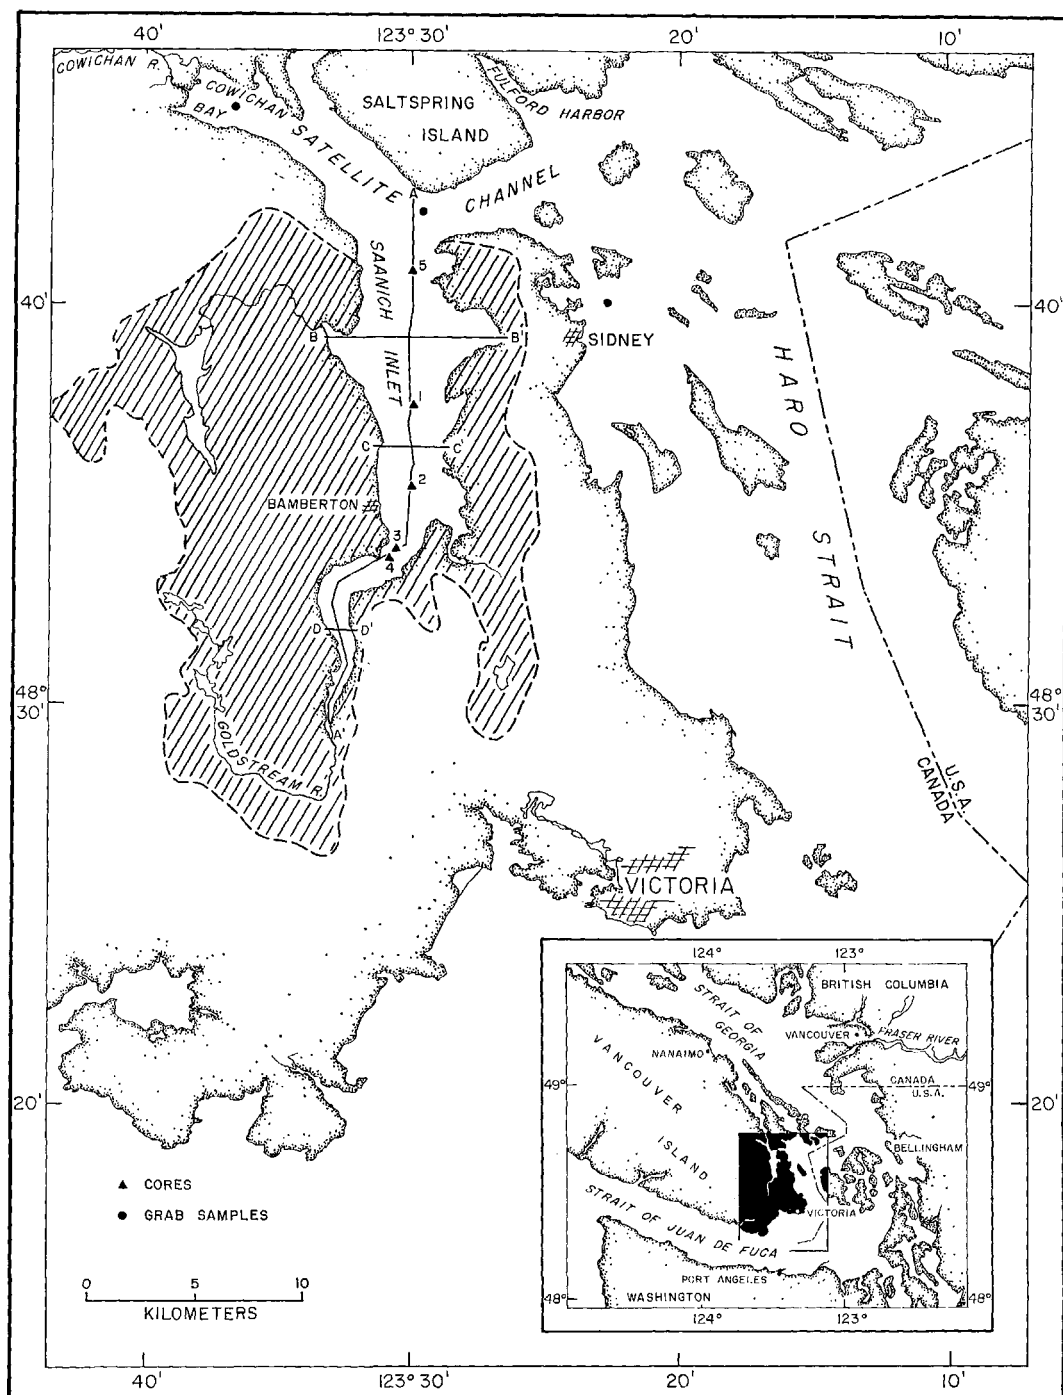 40'
123° 30'
20'
10'
COWICHAN R.
COWICHAN
BAY
SATELLITE
CHANNEL
SALTSPRING
ISLAND
FULFORD HARBOR
A
5
SAANICH
INLET
40'
40'
B
B'
SIDNEY
HARO
STRAIT
1
C
C'
2
BAMBERTON
3
4
D
D'
48°
30'
48°
30'
A'
GOLDSTREAM R.
U.S.A.
CANADA
VICTORIA
20'
20'
CORES
GRAB SAMPLES
0
5
10
KILOMETERS
124°
123°
BRITISH COLUMBIA
STRAIT OF
GEORGIA
VANCOUVER
FRASER RIVER
NANAIMO
VANCOUVER
ISLAND
49°
49°
CANADA
U.S.A.
BELLINGHAM
VICTORIA
STRAIT OF JUAN DE FUCA
PORT ANGELES
WASHINGTON
48°
48°
124°
123°
40'
123° 30'
20'
10'